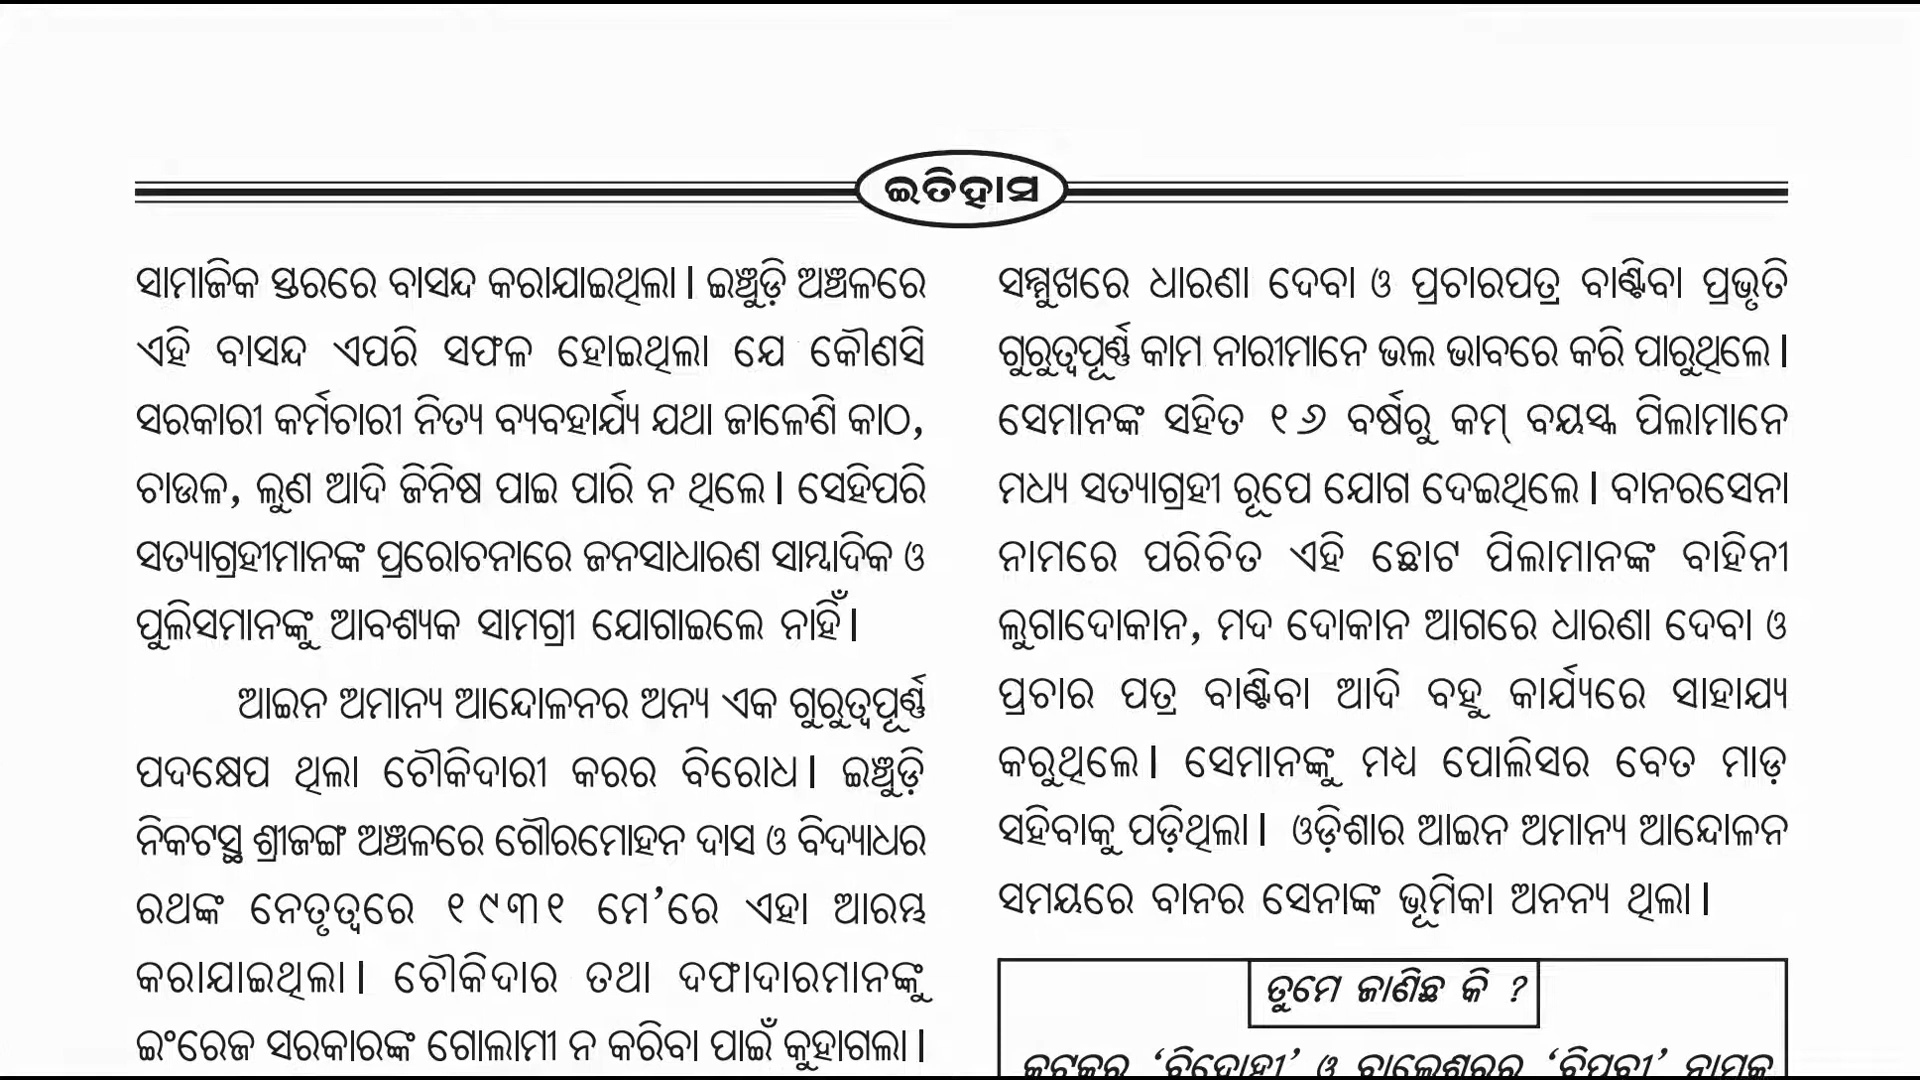 ଇତିହାସ
ସାମାଜିକ ସ୍ତରରେ ବାସନ୍ଦ କରାଯାଇଥିଲା। ଇଞ୍ଚୁଡ଼ି ଅଞ୍ଚଳରେ
ଏହି ବାସନ୍ଦ ଏପରି ସଫଳ ହୋଇଥିଲା ଯେ କୌଣସି
ସରକାରୀ କର୍ମଚାରୀ ନିତ୍ୟ ବ୍ୟବହାର୍ଯ୍ୟ ଯଥା ଜାଳେଣି କାଠ,
ଚାଉଳ, ଲୁଣ ଆଦି ଜିନିଷ ପାଇ ପାରି ନ ଥିଲେ। ସେହିପରି
ସତ୍ୟାଗ୍ରହୀମାନଙ୍କ ପ୍ରରୋଚନାରେ ଜନସାଧାରଣ ସାମ୍ବାଦିକ ଓ
ପୁଲିସମାନଙ୍କୁ ଆବଶ୍ୟକ ସାମଗ୍ରୀ ଯୋଗାଇଲେ ନାହିଁ।
ଆଇନ ଅମାନ୍ୟ ଆନ୍ଦୋଳନର ଅନ୍ୟ ଏକ ଗୁରୁତ୍ୱପୂର୍ଣ୍ଣ
ପଦକ୍ଷେପ ଥିଲା ଚୌକିଦାରୀ କରର ବିରୋଧ। ଇଞ୍ଚୁଡ଼ି
ନିକଟସ୍ଥ ଶ୍ରୀଜଙ୍ଗ ଅଞ୍ଚଳରେ ଗୌରମୋହନ ଦାସ ଓ ବିଦ୍ୟାଧର
ରଥଙ୍କ ନେତୃତ୍ୱରେ ୧୯୩୧ ମେ’ରେ ଏହା ଆରମ୍ଭ
କରାଯାଇଥିଲା। ଚୌକିଦାର ତଥା ଦଫାଦାରମାନଙ୍କୁ
ଇଂରେଜ ସରକାରଙ୍କ ଗୋଲାମୀ ନ କରିବା ପାଇଁ କୁହାଗଲା।
ସମ୍ମୁଖରେ ଧାରଣା ଦେବା ଓ ପ୍ରଚାରପତ୍ର ବାଣ୍ଟିବା ପ୍ରଭୃତି
ଗୁରୁତ୍ୱପୂର୍ଣ୍ଣ କାମ ନାରୀମାନେ ଭଲ ଭାବରେ କରି ପାରୁଥିଲେ।
ସେମାନଙ୍କ ସହିତ ୧୬ ବର୍ଷରୁ କମ୍ ବୟସ୍କ ପିଲାମାନେ
ମଧ୍ୟ ସତ୍ୟାଗ୍ରହୀ ରୂପେ ଯୋଗ ଦେଇଥିଲେ। ବାନରସେନା
ନାମରେ ପରିଚିତ ଏହି ଛୋଟ ପିଲାମାନଙ୍କ ବାହିନୀ
ଲୁଗାଦୋକାନ, ମଦ ଦୋକାନ ଆଗରେ ଧାରଣା ଦେବା ଓ
ପ୍ରଚାର ପତ୍ର ବାଣ୍ଟିବା ଆଦି ବହୁ କାର୍ଯ୍ୟରେ ସାହାଯ୍ୟ
କରୁଥିଲେ। ସେମାନଙ୍କୁ ମଧ୍ୟ ପୋଲିସର ବେତ ମାଡ଼
ସହିବାକୁ ପଡ଼ିଥିଲା। ଓଡ଼ିଶାର ଆଇନ ଅମାନ୍ୟ ଆନ୍ଦୋଳନ
ସମୟରେ ବାନର ସେନାଙ୍କ ଭୂମିକା ଅନନ୍ୟ ଥିଲା।
ତୁମେ ଜାଣିଛ କି ?
କଟକର ‘ବିଦ୍ରୋହୀ’ ଓ ବାଲେଶ୍ୱରର ‘ବିପ୍ଲବୀ’ ନାମକ